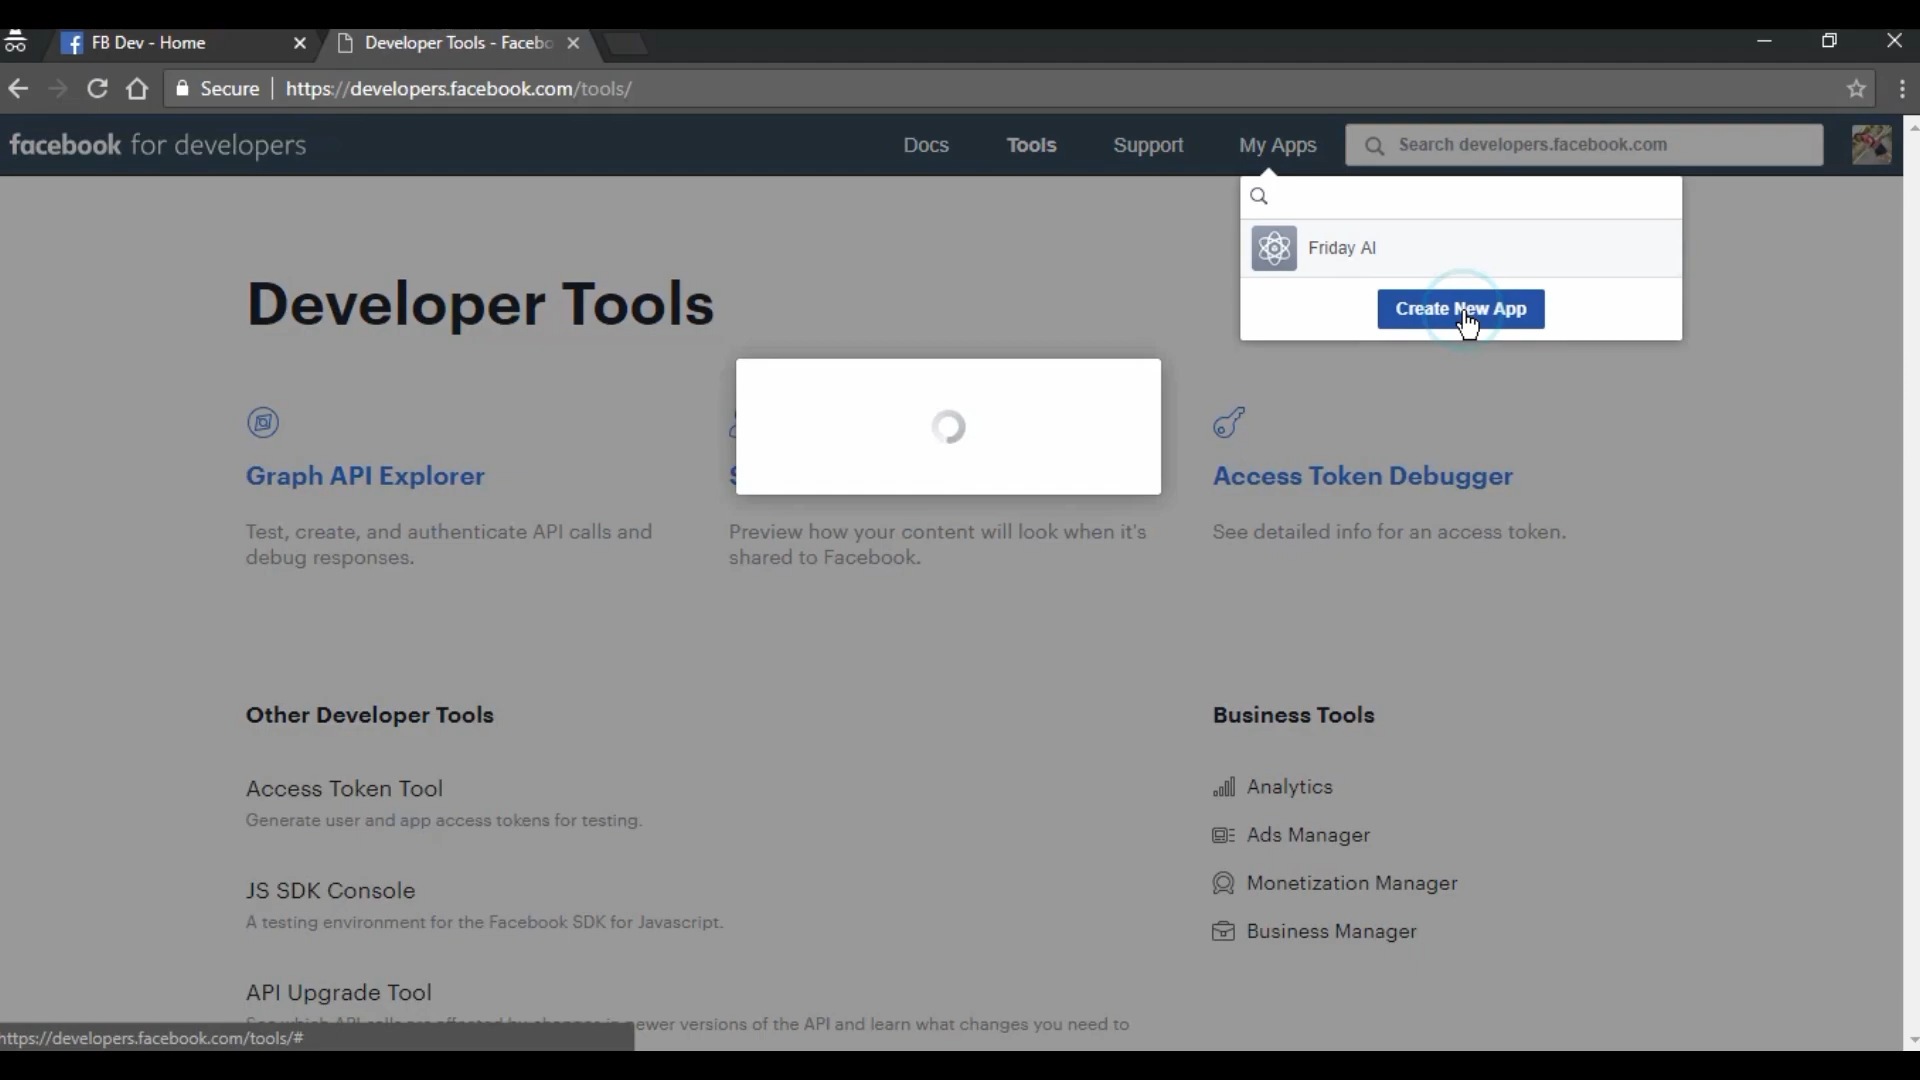 FB Dev - Home
Developer Tools - Facebo
Secure
https://developers.facebook.com/tools/
facebook for developers
Docs
Tools
Support
My Apps
Search developers.facebook.com
Friday AI
Create New App
Developer Tools
Graph API Explorer
Test, create, and authenticate API calls and
debug responses.
Preview how your content will look when it's
shared to Facebook.
Access Token Debugger
See detailed info for an access token.
Other Developer Tools
Access Token Tool
Generate user and app access tokens for testing.
JS SDK Console
A testing environment for the Facebook SDK for Javascript.
API Upgrade Tool
newer versions of the API and learn what changes you need to
Business Tools
Analytics
Ads Manager
Monetization Manager
Business Manager
https://developers.facebook.com/tools/#